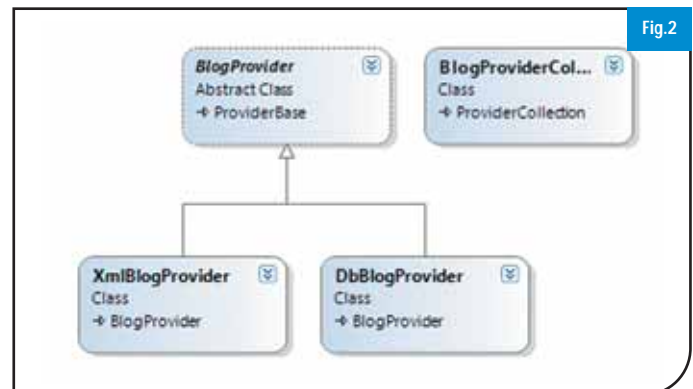 Fig.2
BlogProvider
Abstract Class
ProviderBase
BlogProviderCol...
Class
ProviderCollection
XmlBlogProvider
Class
BlogProvider
DbBlogProvider
Class
BlogProvider